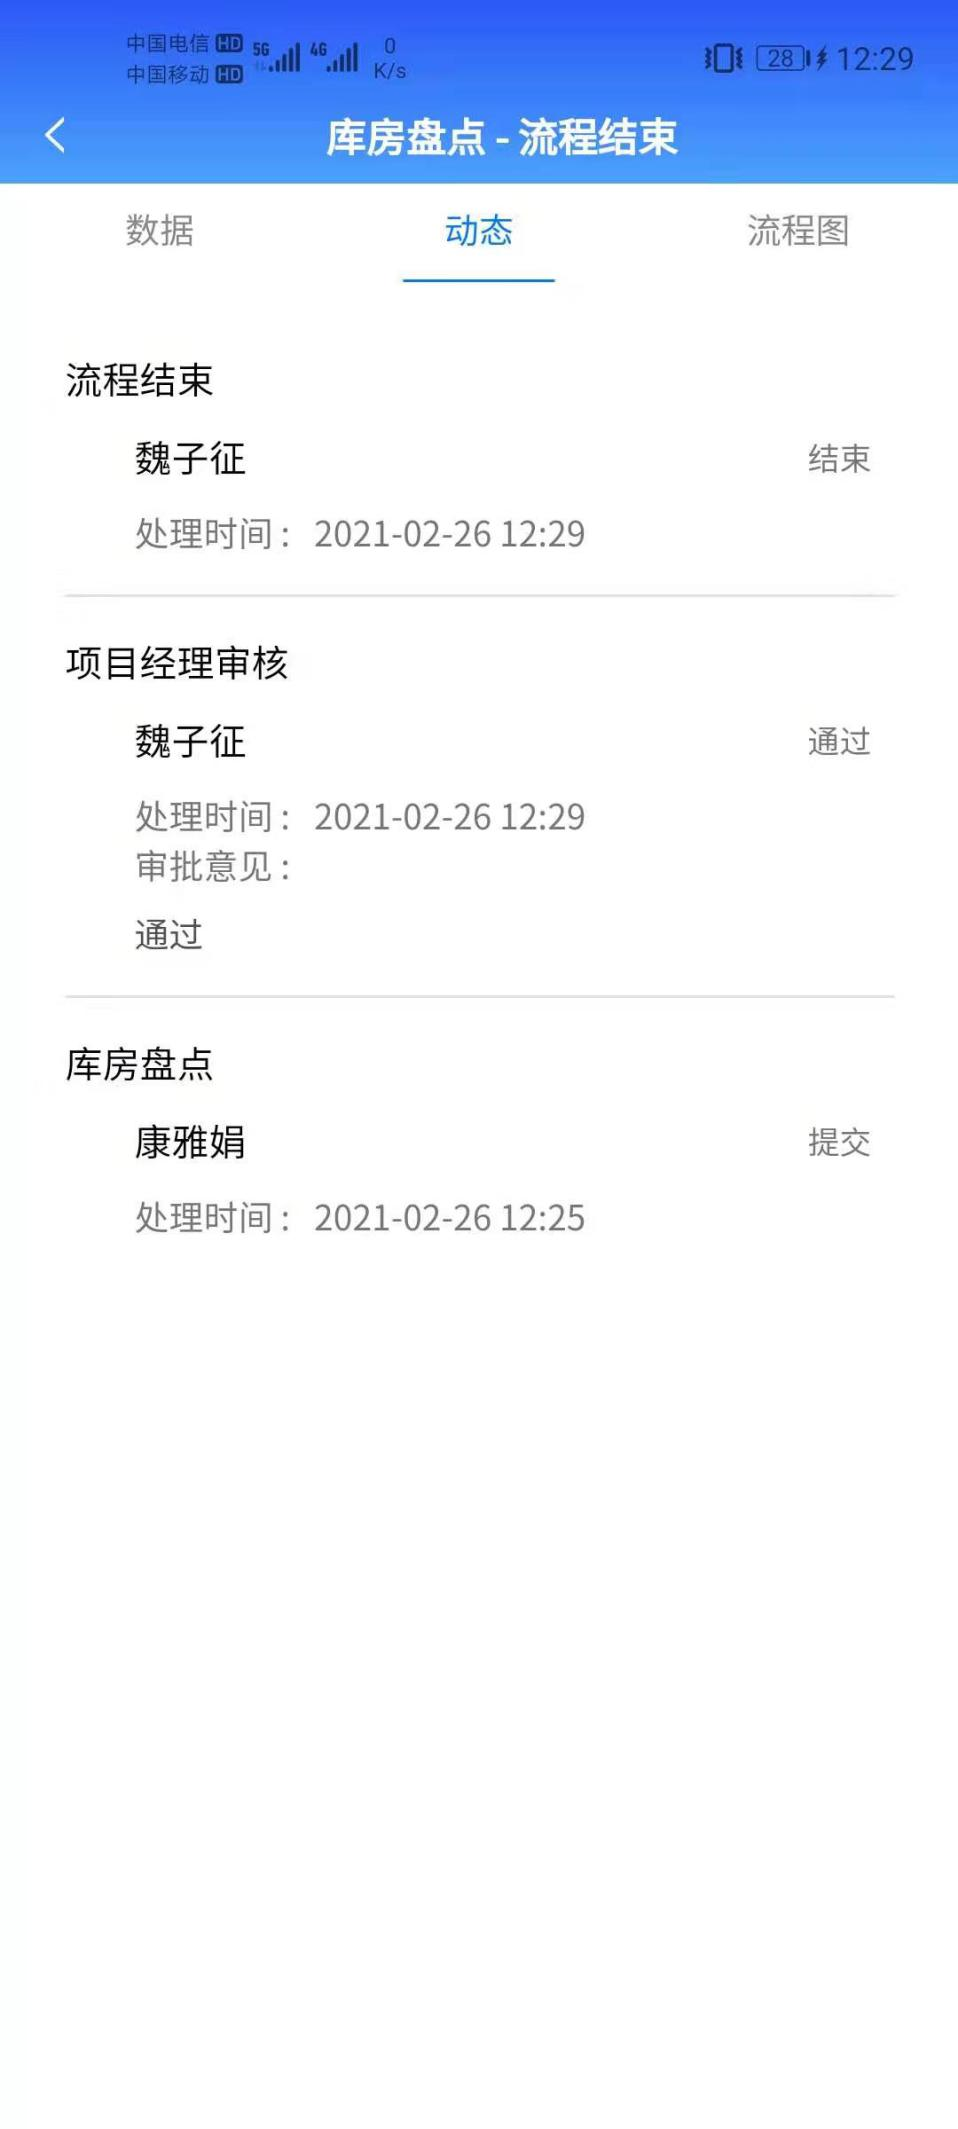 中国电信 HD 5G 4G 0 28 12:29
中国移动 HD K/s
库房盘点 - 流程结束
数据 动态 流程图
流程结束
魏子征 结束
处理时间： 2021-02-26 12:29
项目经理审核
魏子征 通过
处理时间： 2021-02-26 12:29
审批意见：
通过
库房盘点
康雅娟 提交
处理时间： 2021-02-26 12:25